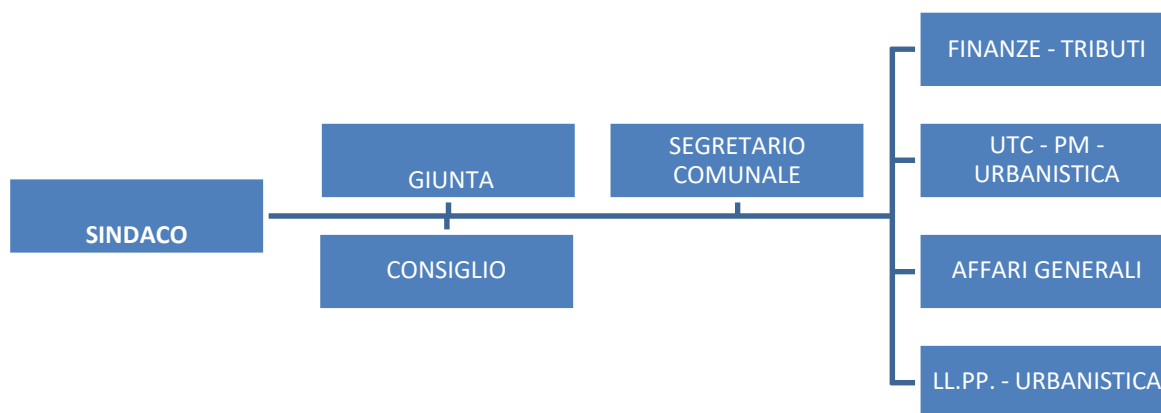 SINDACO
GIUNTA
CONSIGLIO
SEGRETARIO
COMUNALE
FINANZE - TRIBUTI
UTC - PM -
URBANISTICA
AFFARI GENERALI
LL.PP. - URBANISTICA